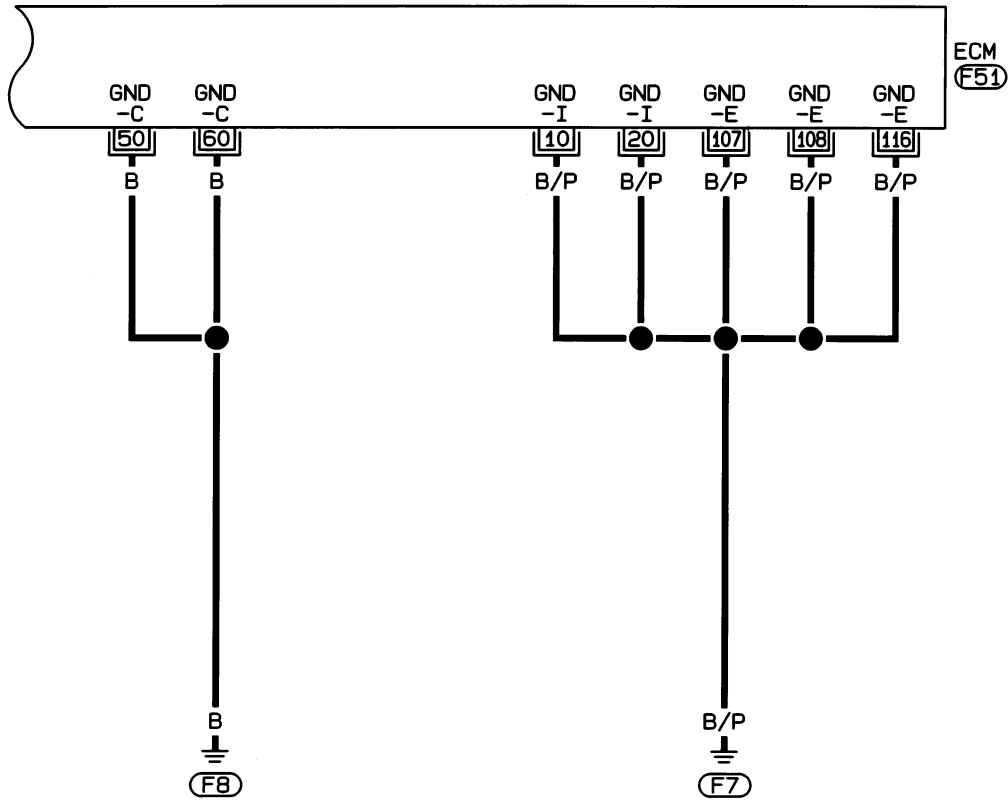 ECM
F51
GND GND GND GND GND GND GND
-C -C -I -I -E -E -E
50 60 10 20 107 108 116
B B B/P B/P B/P B/P B/P
B B/P
F8 F7